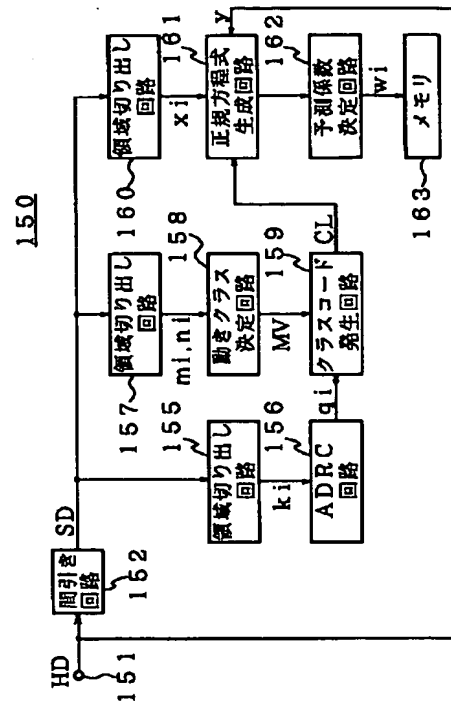 150
HD
151
間引き
回路
152
SD
領域切り出し
回路
155
ki
ADRC
回路
156
qi
領域切り出し
回路
157
mi,ni
動きクラス
決定回路
158
MV
クラスコード
発生回路
159
CL
領域切り出し
回路
160
xi
正規方程式
生成回路
161
y
予測係数
決定回路
162
wi
メモリ
163